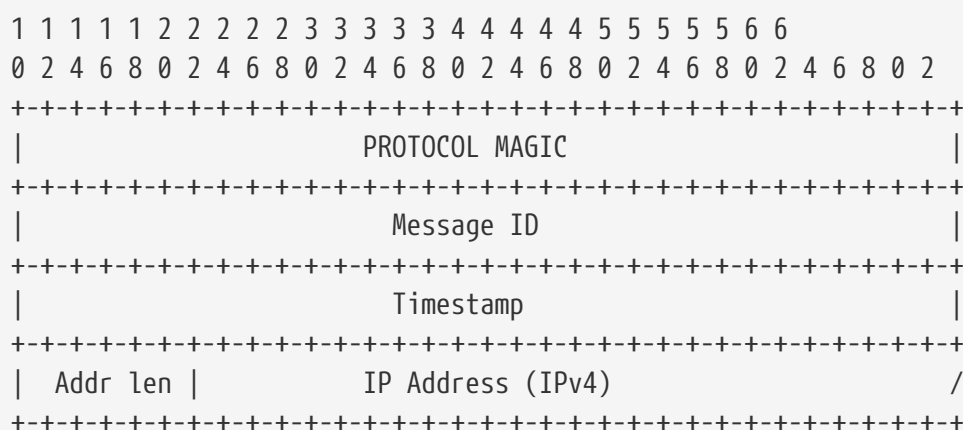 1 1 1 1 1 2 2 2 2 2 3 3 3 3 3 4 4 4 4 4 5 5 5 5 5 6 6
0 2 4 6 8 0 2 4 6 8 0 2 4 6 8 0 2 4 6 8 0 2 4 6 8 0 2 4 6 8 0 2
+-+-+-+-+-+-+-+-+-+-+-+-+-+-+-+-+-+-+-+-+-+-+-+-+-+-+-+-+-+-+-+-+
| PROTOCOL MAGIC |
+-+-+-+-+-+-+-+-+-+-+-+-+-+-+-+-+-+-+-+-+-+-+-+-+-+-+-+-+-+-+-+-+
| Message ID |
+-+-+-+-+-+-+-+-+-+-+-+-+-+-+-+-+-+-+-+-+-+-+-+-+-+-+-+-+-+-+-+-+
| Timestamp |
+-+-+-+-+-+-+-+-+-+-+-+-+-+-+-+-+-+-+-+-+-+-+-+-+-+-+-+-+-+-+-+-+
| Addr len | IP Address (IPv4) /
+-+-+-+-+-+-+-+-+-+-+-+-+-+-+-+-+-+-+-+-+-+-+-+-+-+-+-+-+-+-+-+-+